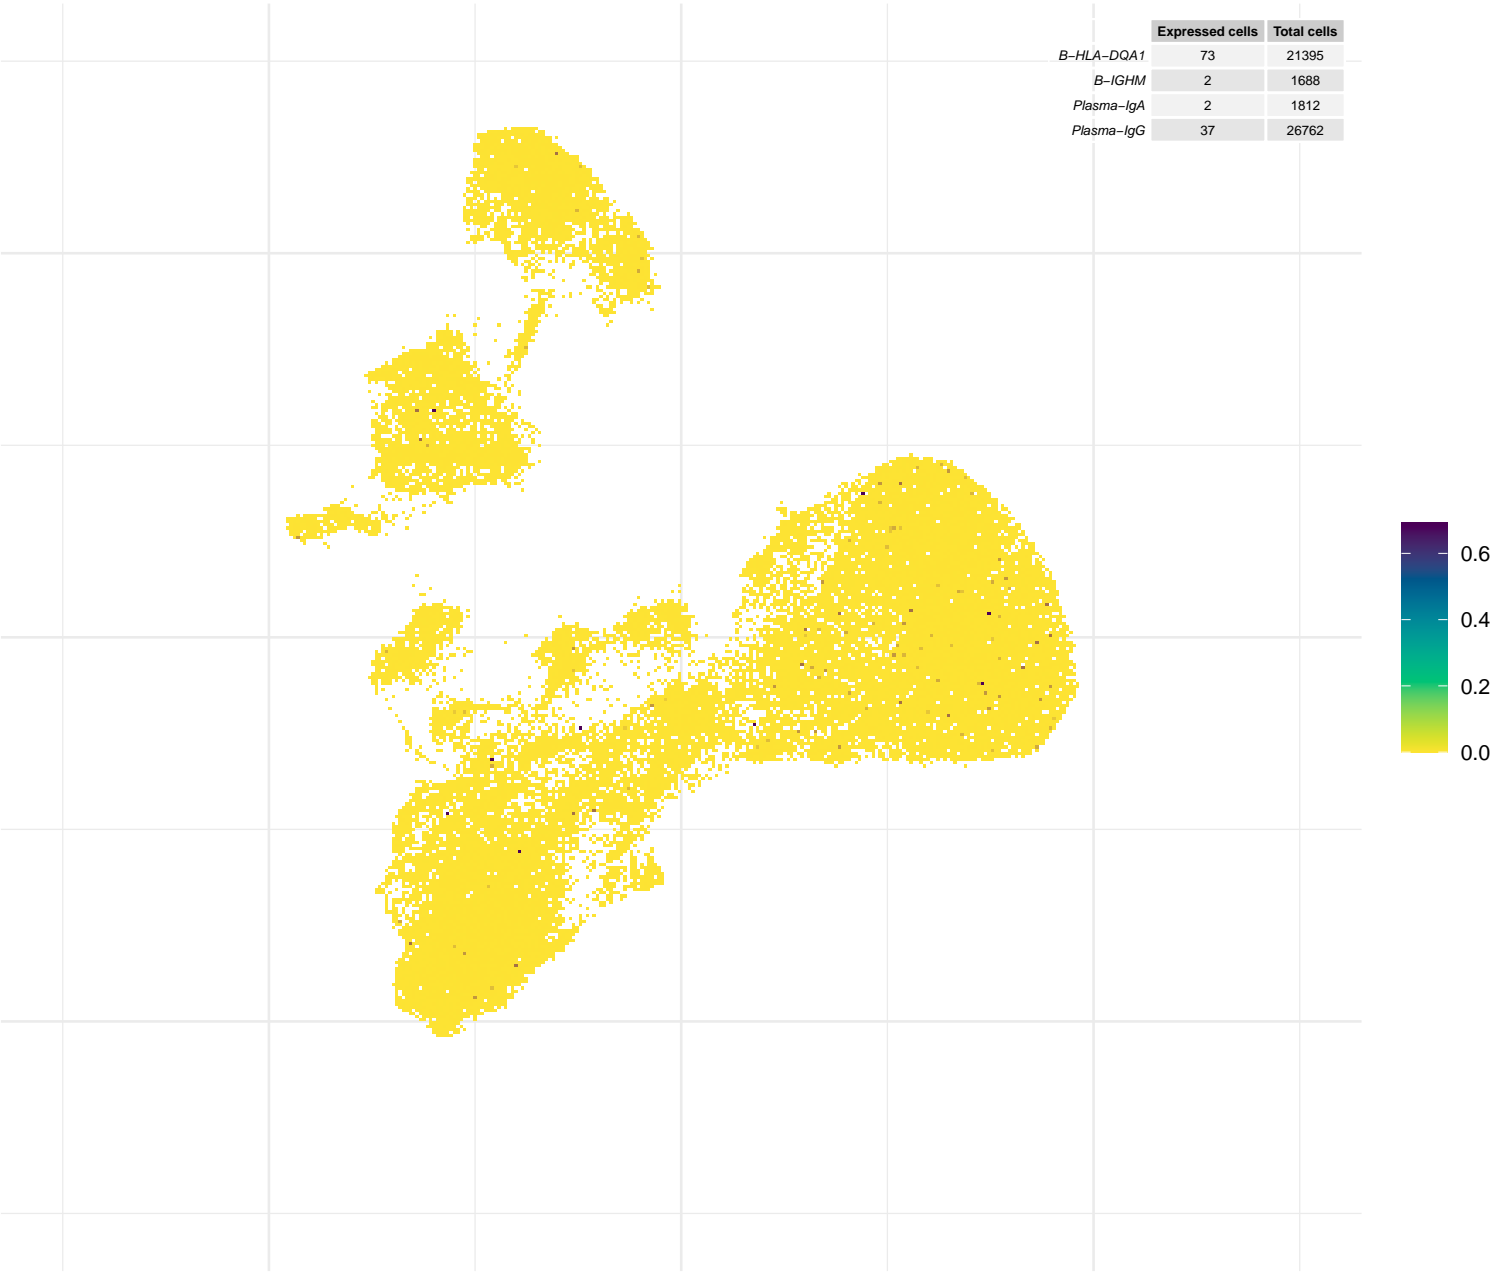 Expressed cells Total cells
B−HLA−DQA1 73 21395
B−IGHM 2 1688
Plasma−IgA 2 1812
Plasma−IgG 37 26762
0.6
0.4
0.2
0.0